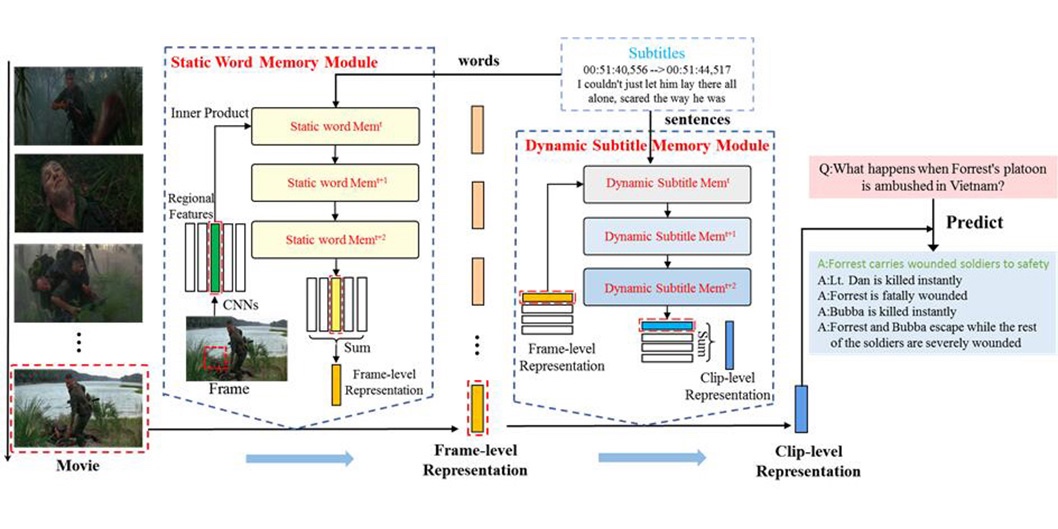 Static Word Memory Module
words
Inner Product
Static word Memᵗ
Static word Memᵗ⁺¹
Static word Memᵗ⁺²
Regional
Features
CNNs
Frame
Sum
Frame-level
Representation
Movie
Subtitles
00:51:40,556 -->00:51:44,517
I couldn't just let him lay there all
alone, scared the way he was
sentences
Dynamic Subtitle Memory Module
Dynamic Subtitle Memᵗ
Dynamic Subtitle Memᵗ⁺¹
Dynamic Subtitle Memᵗ⁺²
Frame-level
Representation
Sum
Clip-level
Representation
Frame-level
Representation
Clip-level
Representation
Q:What happens when Forrest's platoon
is ambushed in Vietnam?
Predict
A:Forrest carries wounded soldiers to safety
A:Lt. Dan is killed instantly
A:Forrest is fatally wounded
A:Bubba is killed instantly
A:Forrest and Bubba escape while the rest
of the soldiers are severely wounded